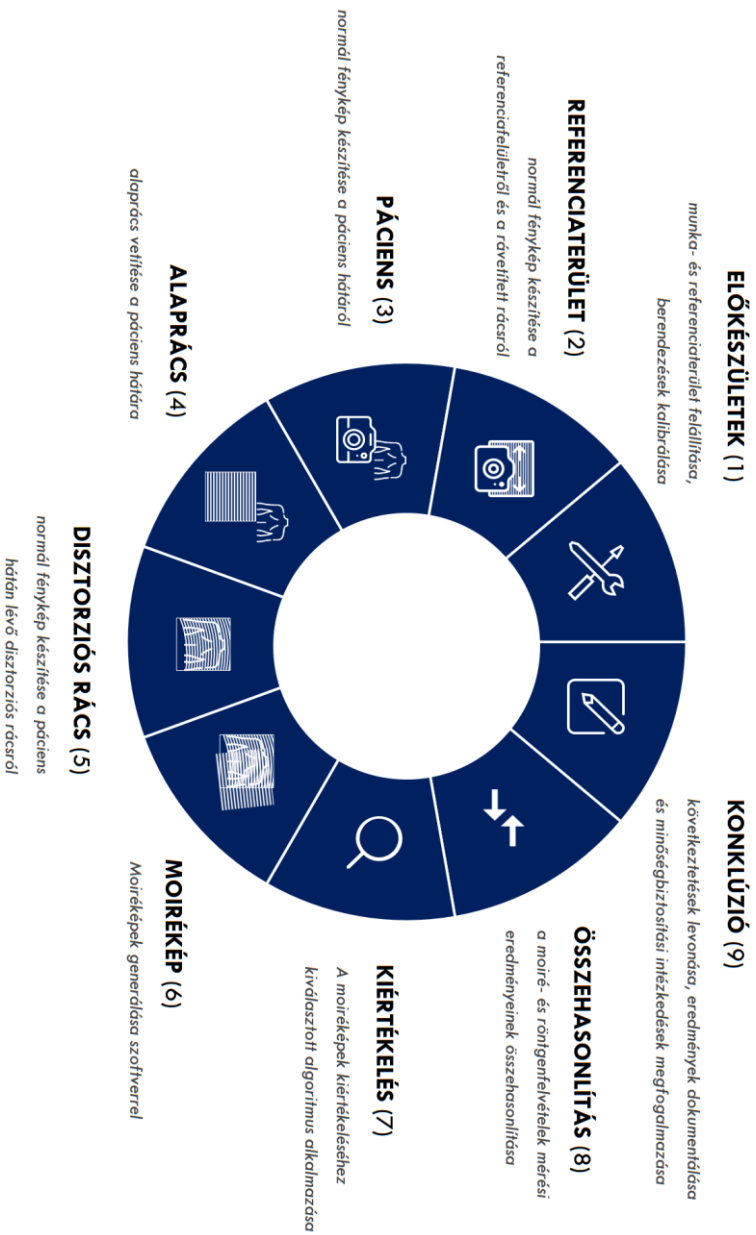 ELŐKÉSZÜLETEK (1)
munka- és referenciaterület felállítása,
berendezések kalibrálása
REFERENCIATERÜLET (2)
normál fénykép készítése a
referenciafelületről és a rávetített rácsról
PÁCIENS (3)
normál fénykép készítése a páciens hátáról
ALAPRÁCS (4)
alaprács vetítése a páciens hátára
DISZTORZIÓS RÁCS (5)
normál fénykép készítése a páciens
hátán lévő disztorziós rácsról
MOIRÉKÉP (6)
Moiréképek generálása szoftverrel
KIÉRTÉKELÉS (7)
A moiréképek kiértékeléséhez
kiválasztott algoritmus alkalmazása
ÖSSZEHASONLÍTÁS (8)
a moiré- és röntgenfelvételek mérési
eredményeinek összehasonlítása
KONKLÚZIÓ (9)
következtetések levonása, eredmények dokumentálása
és minőségbiztosítási intézkedések megfogalmazása